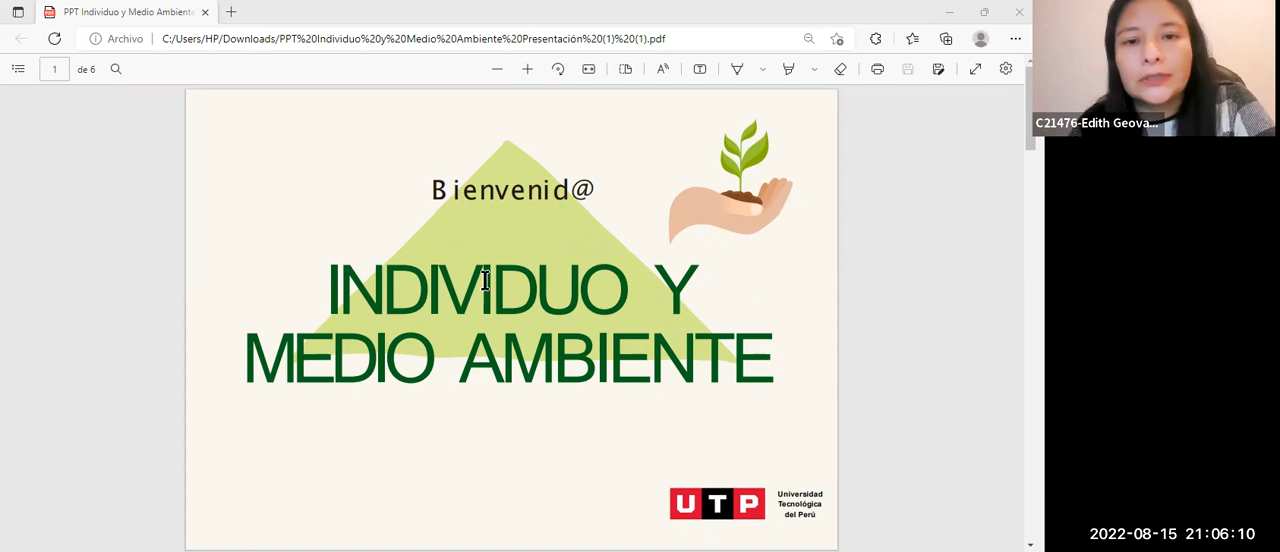 PPT Individuo y Medio Ambiente
Archivo
C:/Users/HP/Downloads/PPT%20Individuo%20y%20Medio%20Ambiente%20Presentación%20(1)%20(1).pdf
1
de 6
C21476-Edith Geova...
Bienvenid@
INDIVIDUO Y
MEDIO AMBIENTE
UTP
Universidad
Tecnológica
del Perú
2022-08-15 21:06:10